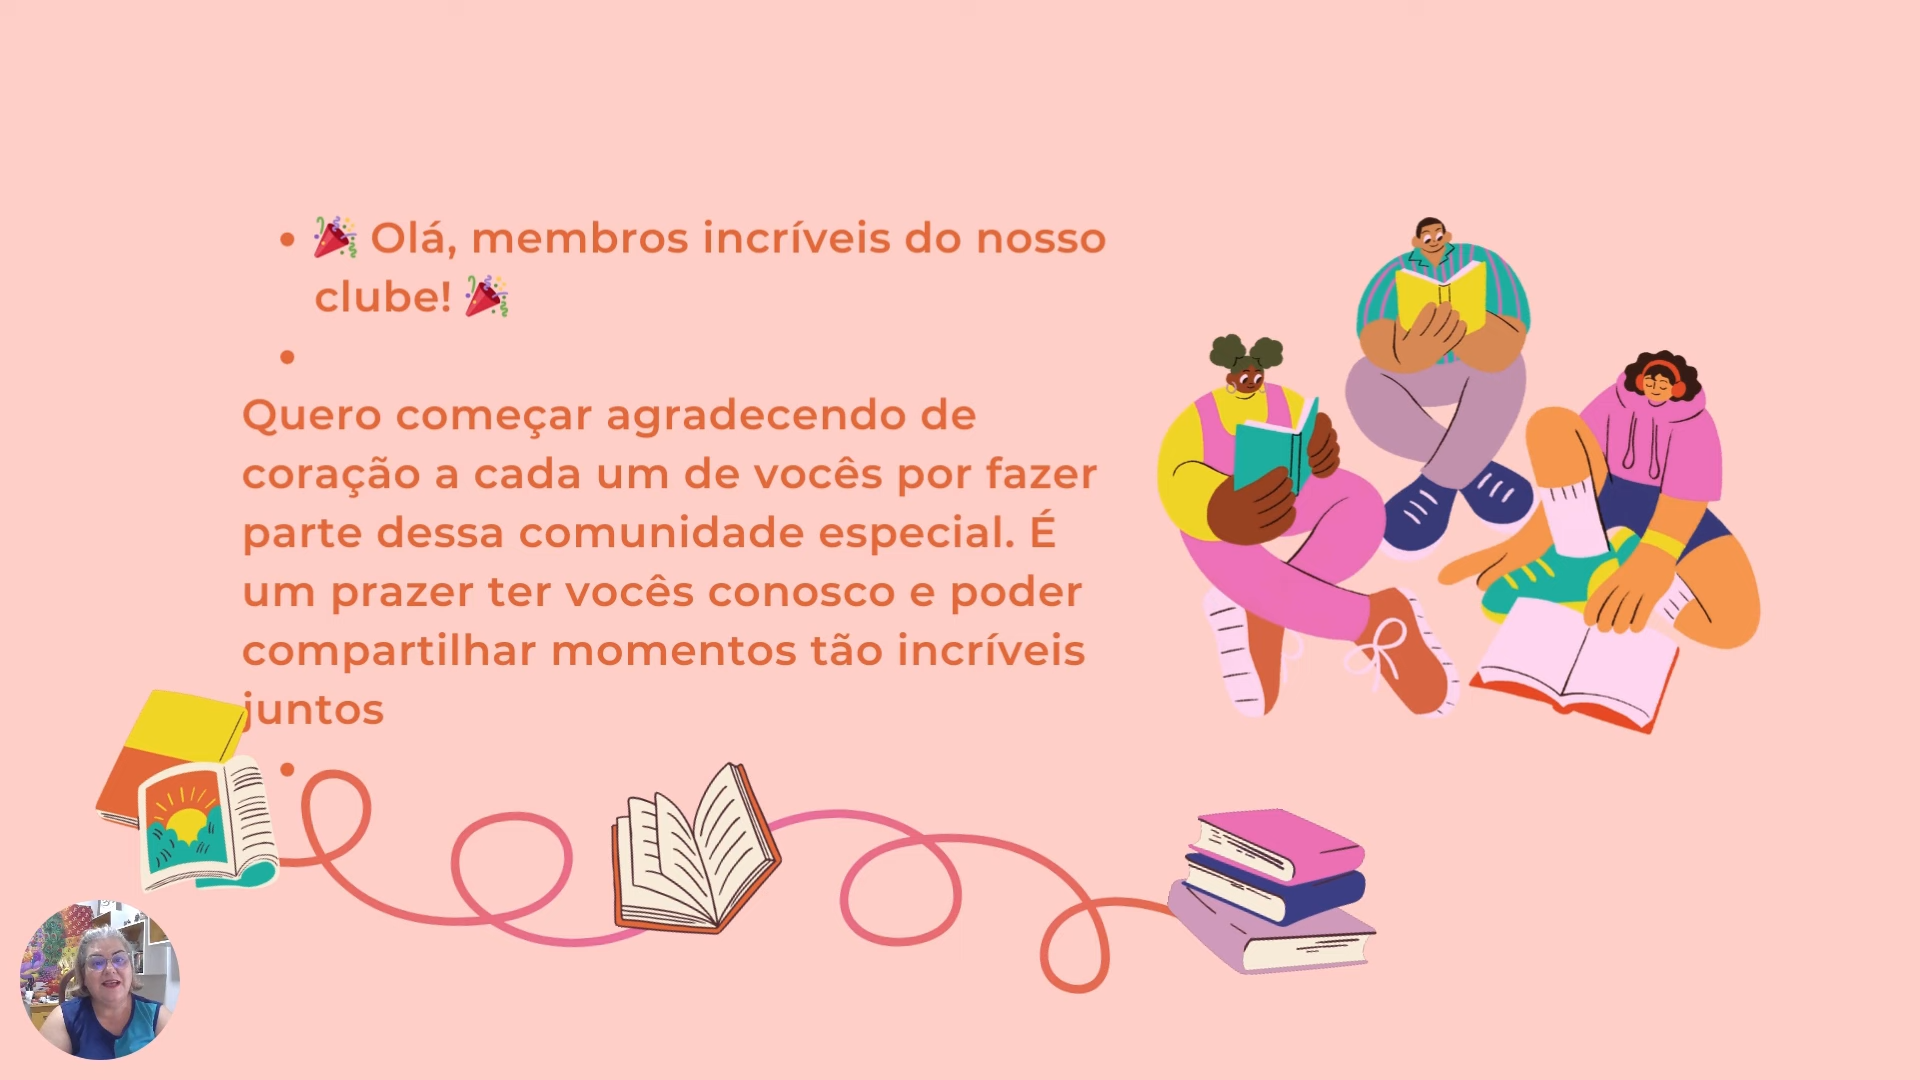 • 🎉 Olá, membros incríveis do nosso
clube! 🎉
•
Quero começar agradecendo de
coração a cada um de vocês por fazer
parte dessa comunidade especial. É
um prazer ter vocês conosco e poder
compartilhar momentos tão incríveis
juntos
•